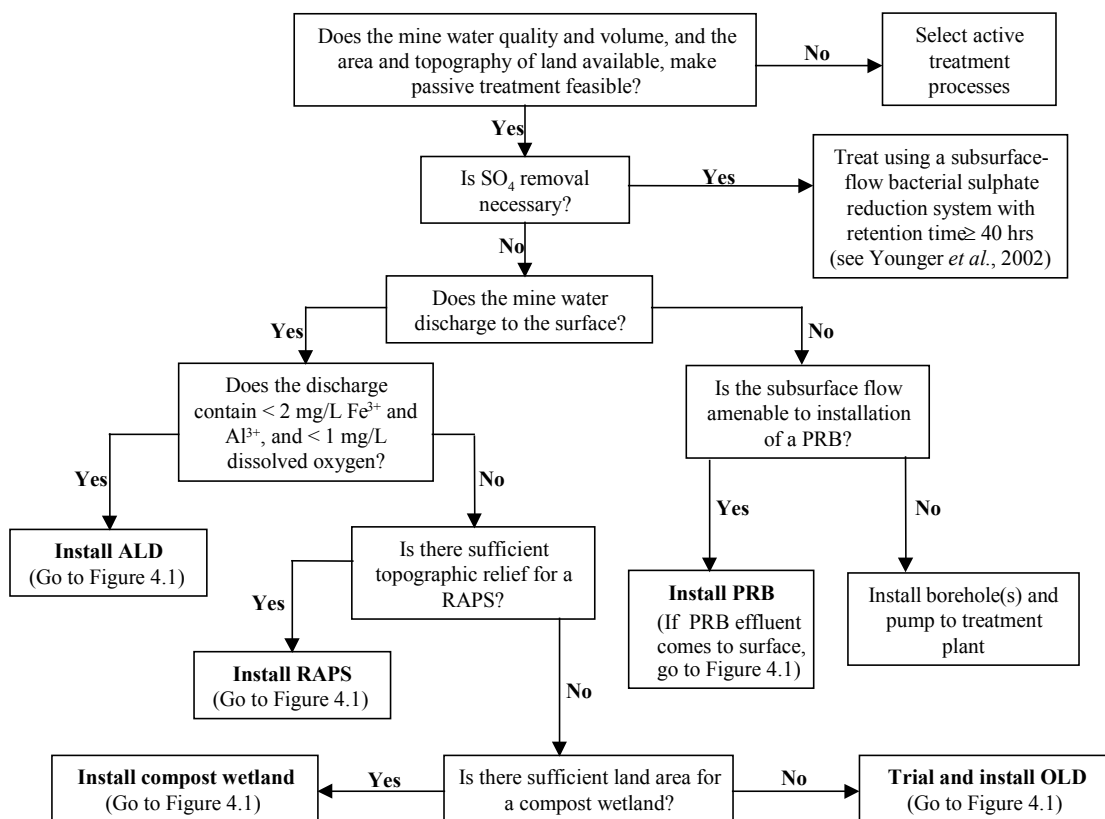 Does the mine water quality and volume, and the
area and topography of land available, make
passive treatment feasible?
No
Select active
treatment
processes
Yes
Is SO₄ removal
necessary?
Yes
Treat using a subsurface-
flow bacterial sulphate
reduction system with
retention time≥ 40 hrs
(see Younger et al., 2002)
No
Does the mine water
discharge to the surface?
Yes
No
Does the discharge
contain < 2 mg/L Fe³⁺ and
Al³⁺, and < 1 mg/L
dissolved oxygen?
Is the subsurface flow
amenable to installation
of a PRB?
Yes
No
Yes
No
Install ALD
(Go to Figure 4.1)
Is there sufficient
topographic relief for a
RAPS?
Install PRB
(If PRB effluent
comes to surface,
go to Figure 4.1)
Install borehole(s) and
pump to treatment
plant
Yes
Install RAPS
(Go to Figure 4.1)
No
Install compost wetland
(Go to Figure 4.1)
Yes
Is there sufficient land area for
a compost wetland?
No
Trial and install OLD
(Go to Figure 4.1)